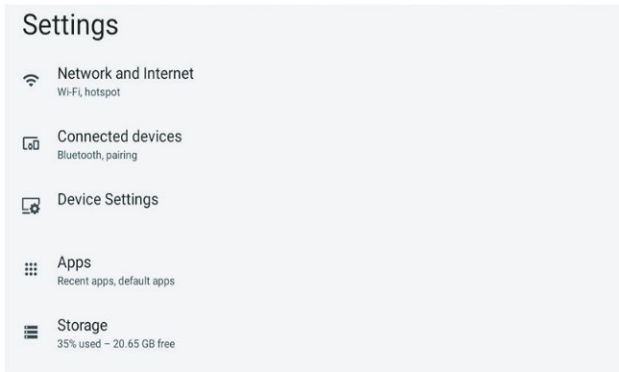 Settings
Network and Internet
Wi-Fi, hotspot
Connected devices
Bluetooth, pairing
Device Settings
Apps
Recent apps, default apps
Storage
35% used – 20.65 GB free